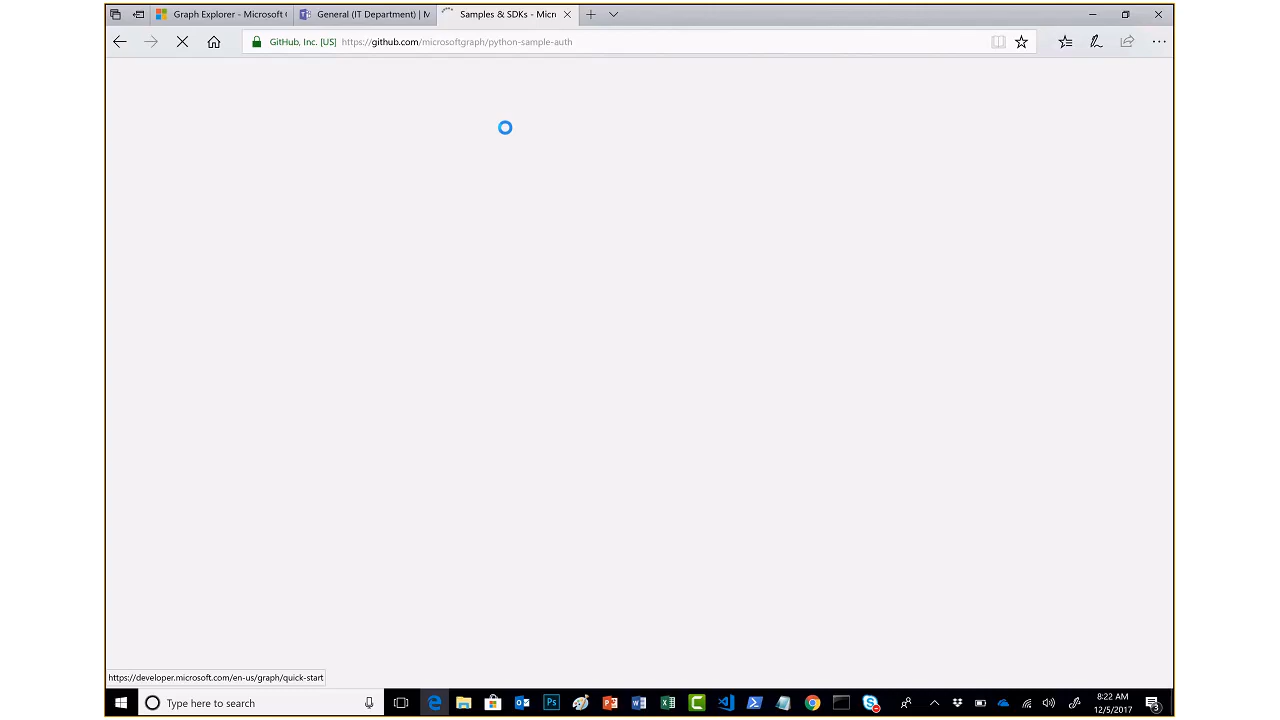 Graph Explorer - Microsoft
General (IT Department) | M
Samples & SDKs - Micr
GitHub, Inc. [US] https://github.com/microsoftgraph/python-sample-auth
https://developer.microsoft.com/en-us/graph/quick-start
Type here to search
Ps
8:22 AM
12/5/2017
3